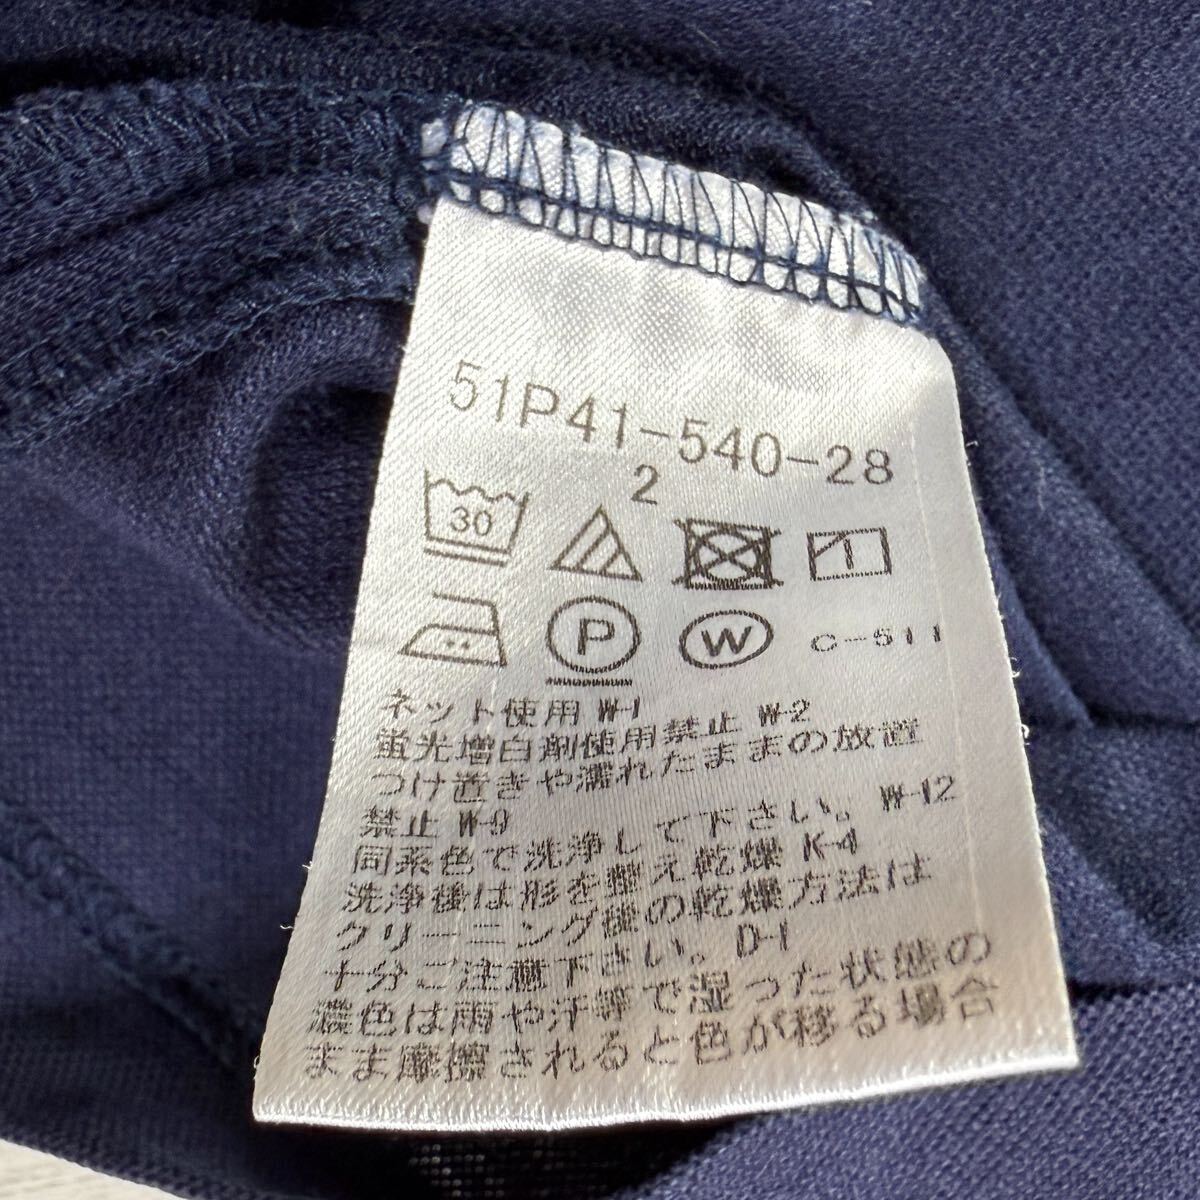 51P41-540-28
2
30
P
W
C-511
ネット使用 W-1
蛍光増白剤使用禁止 W-2
つけ置きや濡れたままの放置
禁止 W-9
同系色で洗浄して下さい。W-12
洗浄後は形を整え乾燥 K-4
クリーニング後の乾燥方法は
十分ご注意下さい。D-1
濃色は雨や汗等で湿った状態の
まま摩擦されると色が移る場合